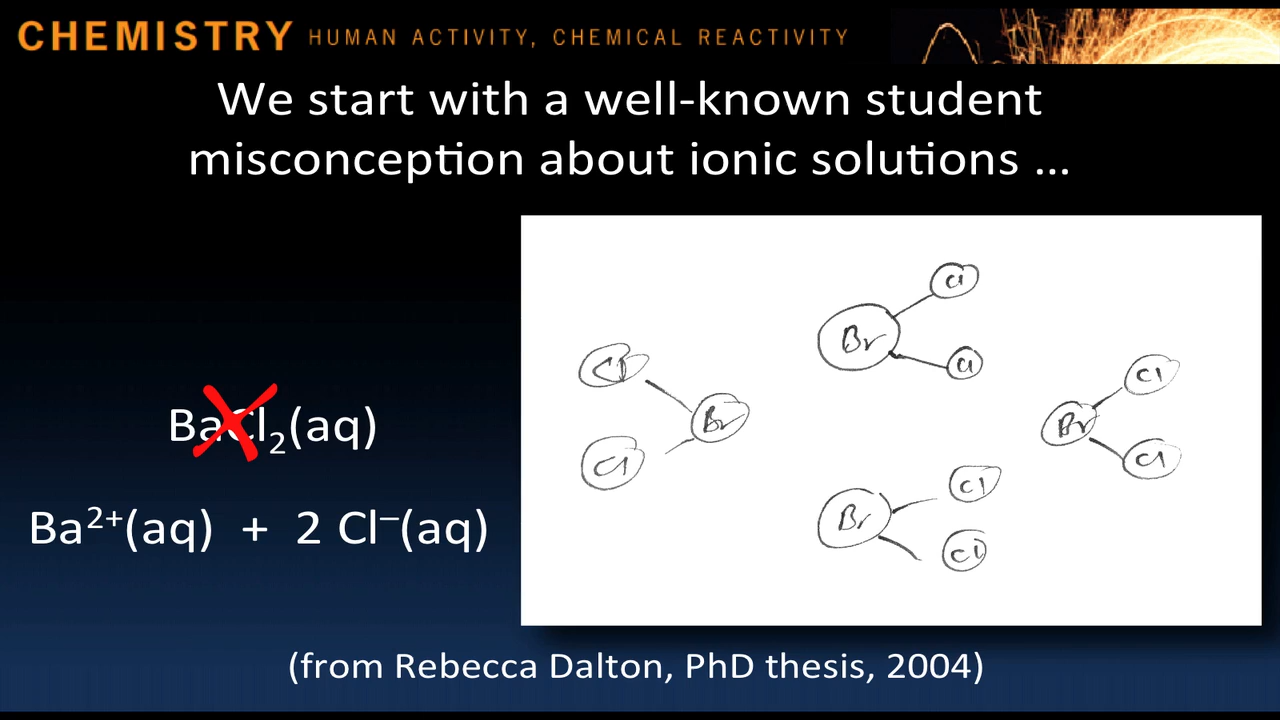 CHEMISTRY HUMAN ACTIVITY, CHEMICAL REACTIVITY
We start with a well-known student
misconception about ionic solutions ...
Cl
Cl
Br
Br
Cl
Cl
Br
Cl
Cl
Br
Cl
Cl
BaCl₂(aq)
Ba²⁺(aq) + 2 Cl⁻(aq)
(from Rebecca Dalton, PhD thesis, 2004)